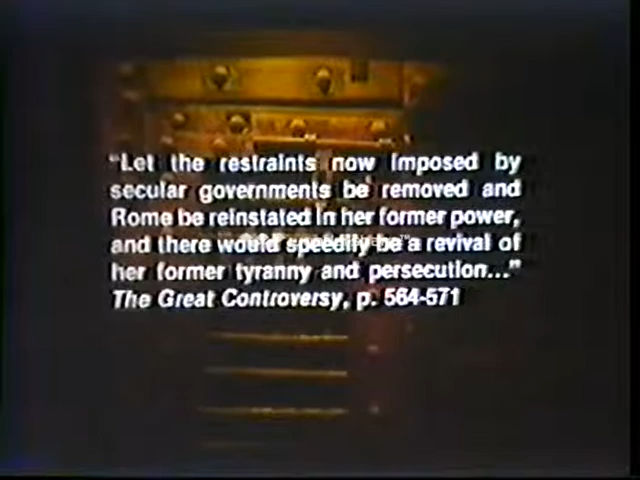 “Let the restraints now imposed by
secular governments be removed and
Rome be reinstated in her former power,
and there would speedily be a revival of
her former tyranny and persecution...”
The Great Controversy, p. 564-571